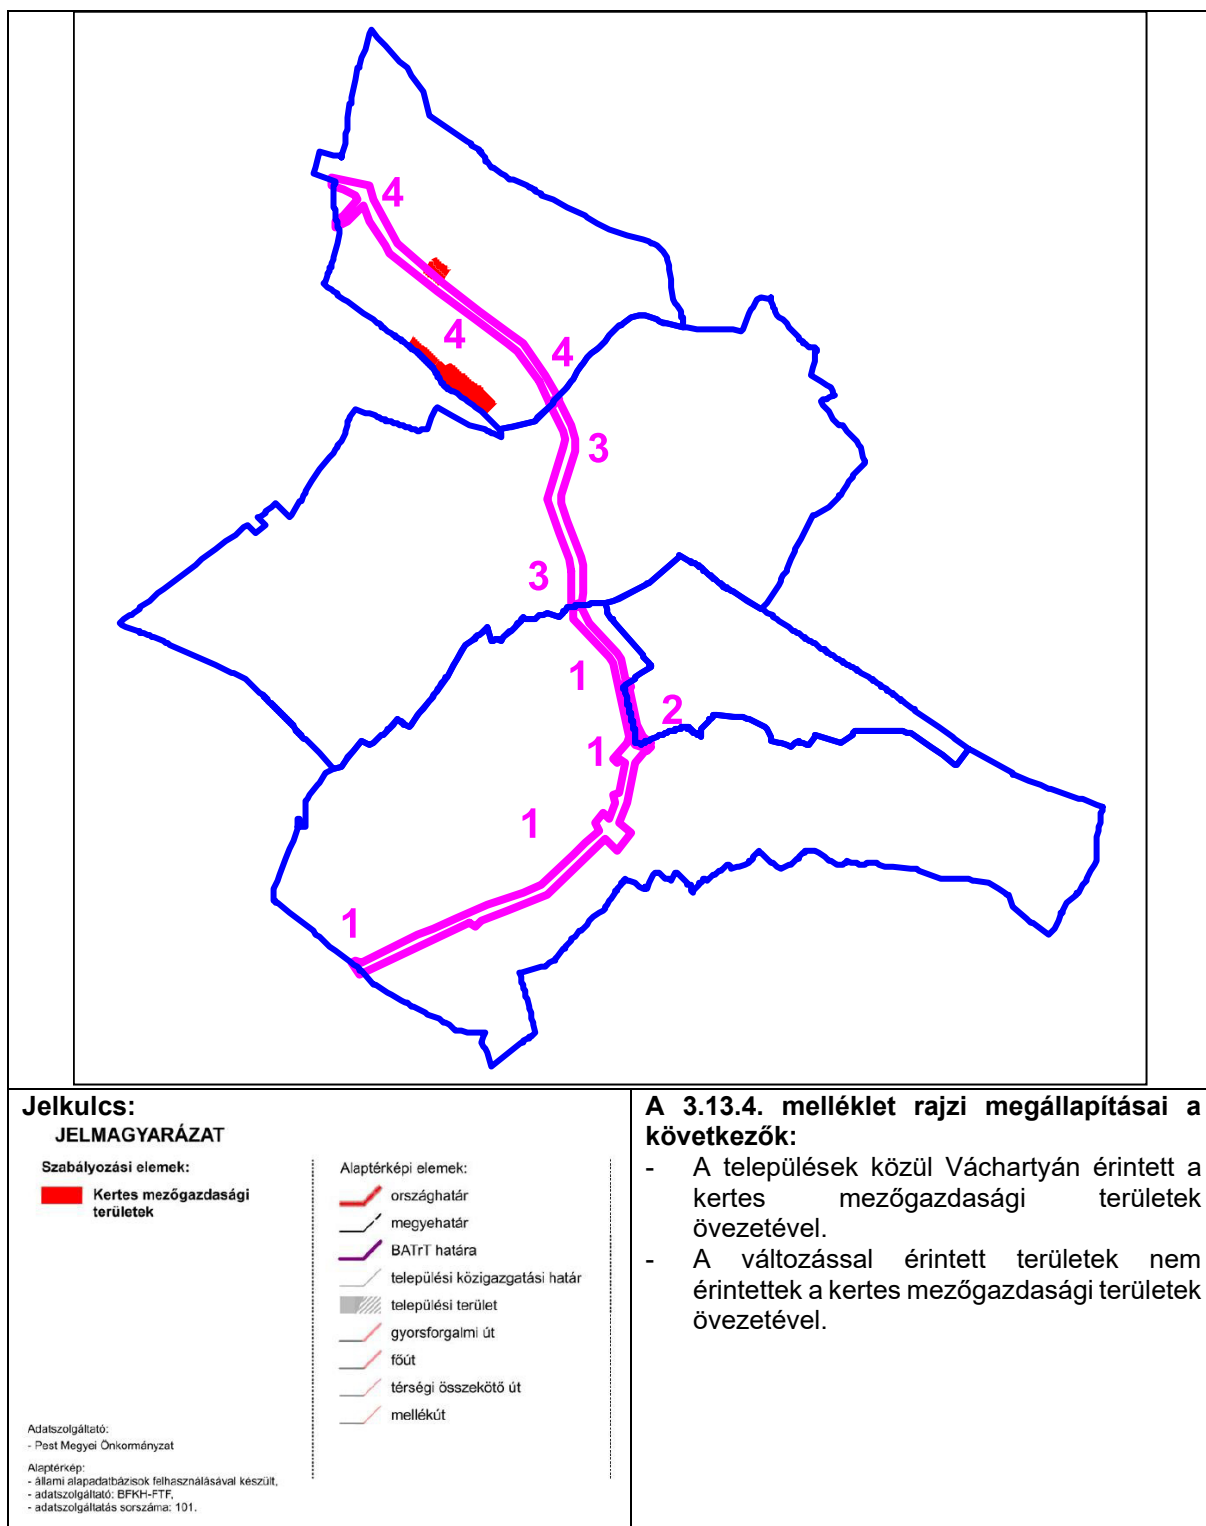 4
4
4
3
3
1
2
1
1
1
Jelkulcs:
JELMAGYARÁZAT
Szabályozási elemek:
Kertes mezőgazdasági
területek
Alaptérképi elemek:
országhatár
megyehatár
BATrT határa
települési közigazgatási határ
települési terület
gyorsforgalmi út
főút
térségi összekötő út
mellékút
Adatszolgáltató:
- Pest Megyei Önkormányzat
Alaptérkép:
- állami alapadatbázisok felhasználásával készült,
- adatszolgáltató: BFKH-FTF,
- adatszolgáltatás sorszáma: 101.
A 3.13.4. melléklet rajzi megállapításai a
következők:
- A települések közül Váchartyán érintett a
kertes mezőgazdasági területek
övezetével.
- A változással érintett területek nem
érintettek a kertes mezőgazdasági területek
övezetével.